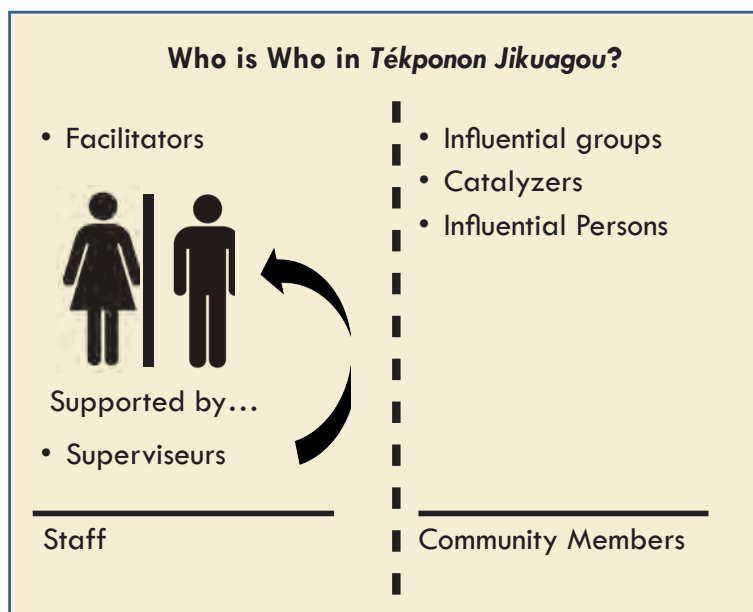 Who is Who in Tékponon Jikuagou?
• Facilitators
Supported by…
• Superviseurs
Staff
• Influential groups
• Catalyzers
• Influential Persons
Community Members